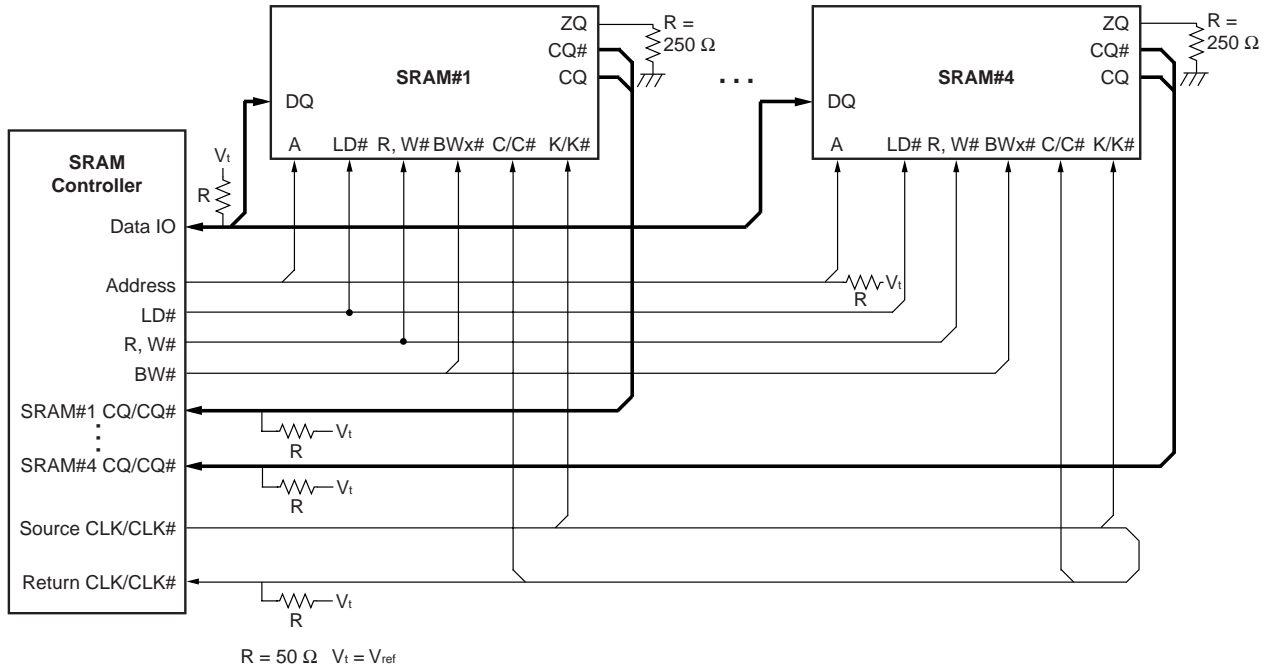 SRAM#1
ZQ
CQ#
CQ
DQ
A LD# R, W# BWx# C/C# K/K#
R =
250 Ω
. . .
SRAM#4
ZQ
CQ#
CQ
DQ
A LD# R, W# BWx# C/C# K/K#
R =
250 Ω
SRAM
Controller
Vt
R
Data IO
Address
Vt
R
LD#
R, W#
BW#
SRAM#1 CQ/CQ#
Vt
R
SRAM#4 CQ/CQ#
Vt
R
Source CLK/CLK#
Return CLK/CLK#
Vt
R
R = 50 Ω Vt = Vref